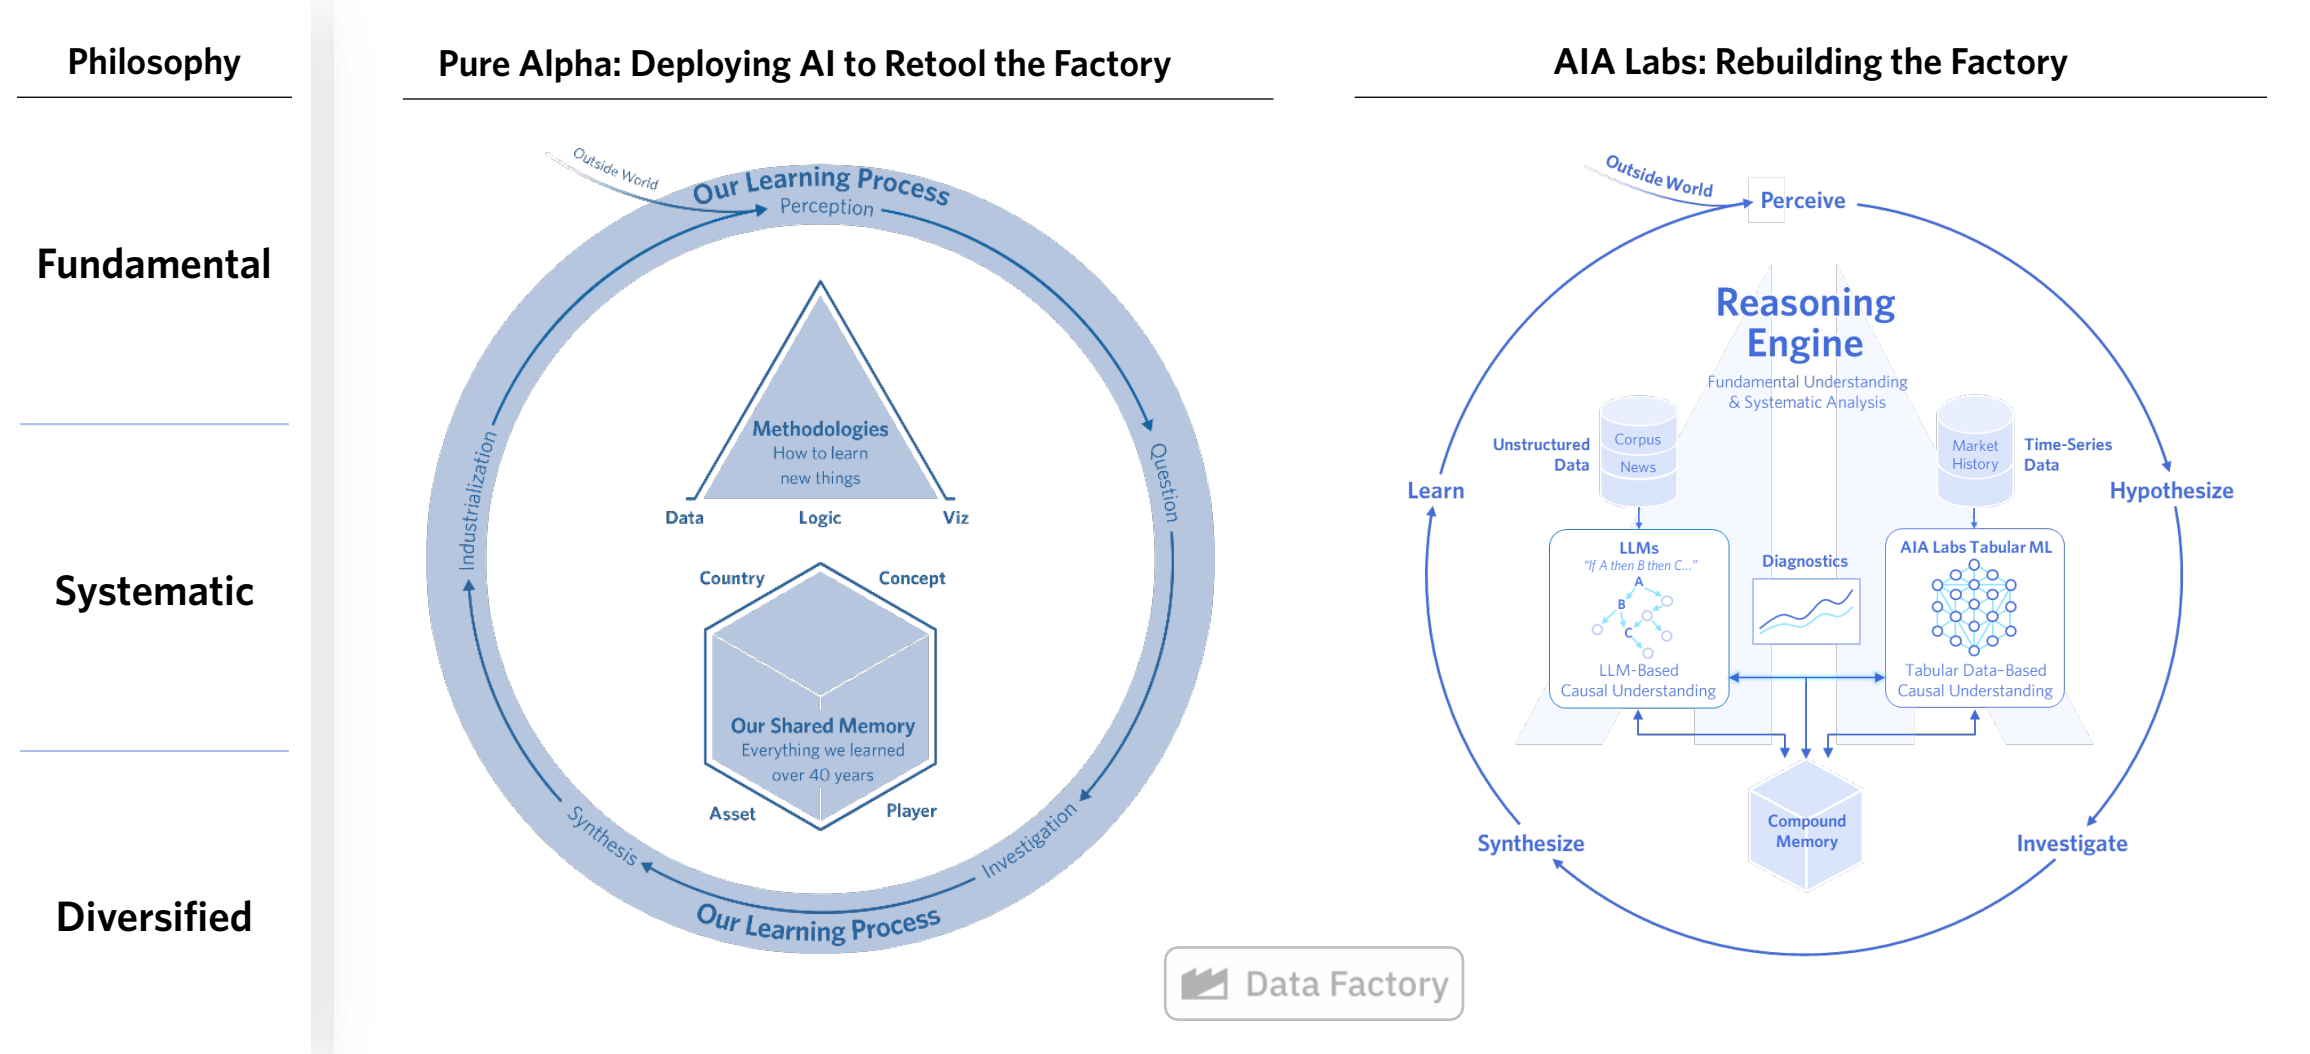 Philosophy
Fundamental
Systematic
Diversified
Pure Alpha: Deploying AI to Retool the Factory
Outside World
Our Learning Process
Perception
Question
Investigation
Synthesis
Industrialization
Our Learning Process
Methodologies
How to learn
new things
Data
Logic
Viz
Country
Concept
Our Shared Memory
Everything we learned
over 40 years
Asset
Player
AIA Labs: Rebuilding the Factory
Outside World
Perceive
Hypothesize
Investigate
Synthesize
Learn
Reasoning
Engine
Fundamental Understanding
& Systematic Analysis
Unstructured
Data
Corpus
News
Market
History
Time-Series
Data
LLMs
"If A then B then C..."
A
B
C
LLM-Based
Causal Understanding
Diagnostics
AIA Labs Tabular ML
Tabular Data–Based
Causal Understanding
Compound
Memory
Data Factory